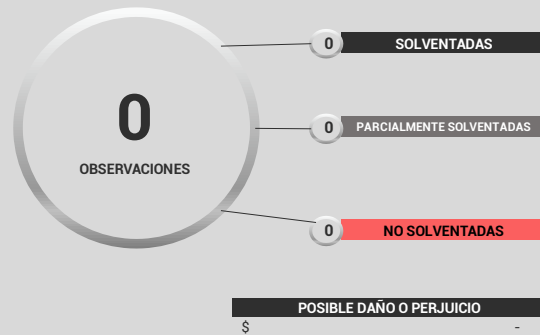 0
OBSERVACIONES
0 SOLVENTADAS
0 PARCIALMENTE SOLVENTADAS
0 NO SOLVENTADAS
POSIBLE DAÑO O PERJUICIO
$ -